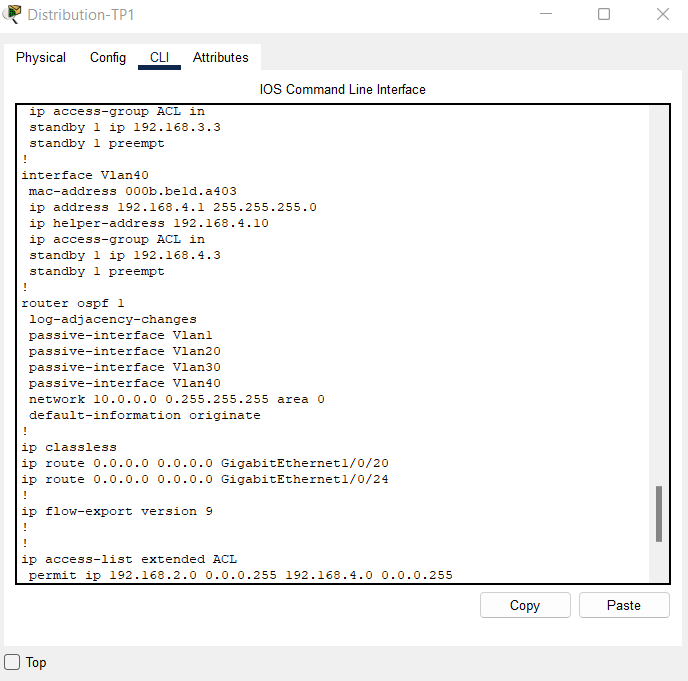 Distribution-TP1
Physical Config CLI Attributes
IOS Command Line Interface
ip access-group ACL in
standby 1 ip 192.168.3.3
standby 1 preempt
!
interface Vlan40
mac-address 000b.be1d.a403
ip address 192.168.4.1 255.255.255.0
ip helper-address 192.168.4.10
ip access-group ACL in
standby 1 ip 192.168.4.3
standby 1 preempt
!
router ospf 1
log-adjacency-changes
passive-interface Vlan1
passive-interface Vlan20
passive-interface Vlan30
passive-interface Vlan40
network 10.0.0.0 0.255.255.255 area 0
default-information originate
!
ip classless
ip route 0.0.0.0 0.0.0.0 GigabitEthernet1/0/20
ip route 0.0.0.0 0.0.0.0 GigabitEthernet1/0/24
!
ip flow-export version 9
!
!
ip access-list extended ACL
permit ip 192.168.2.0 0.0.0.255 192.168.4.0 0.0.0.255
Copy Paste
Top